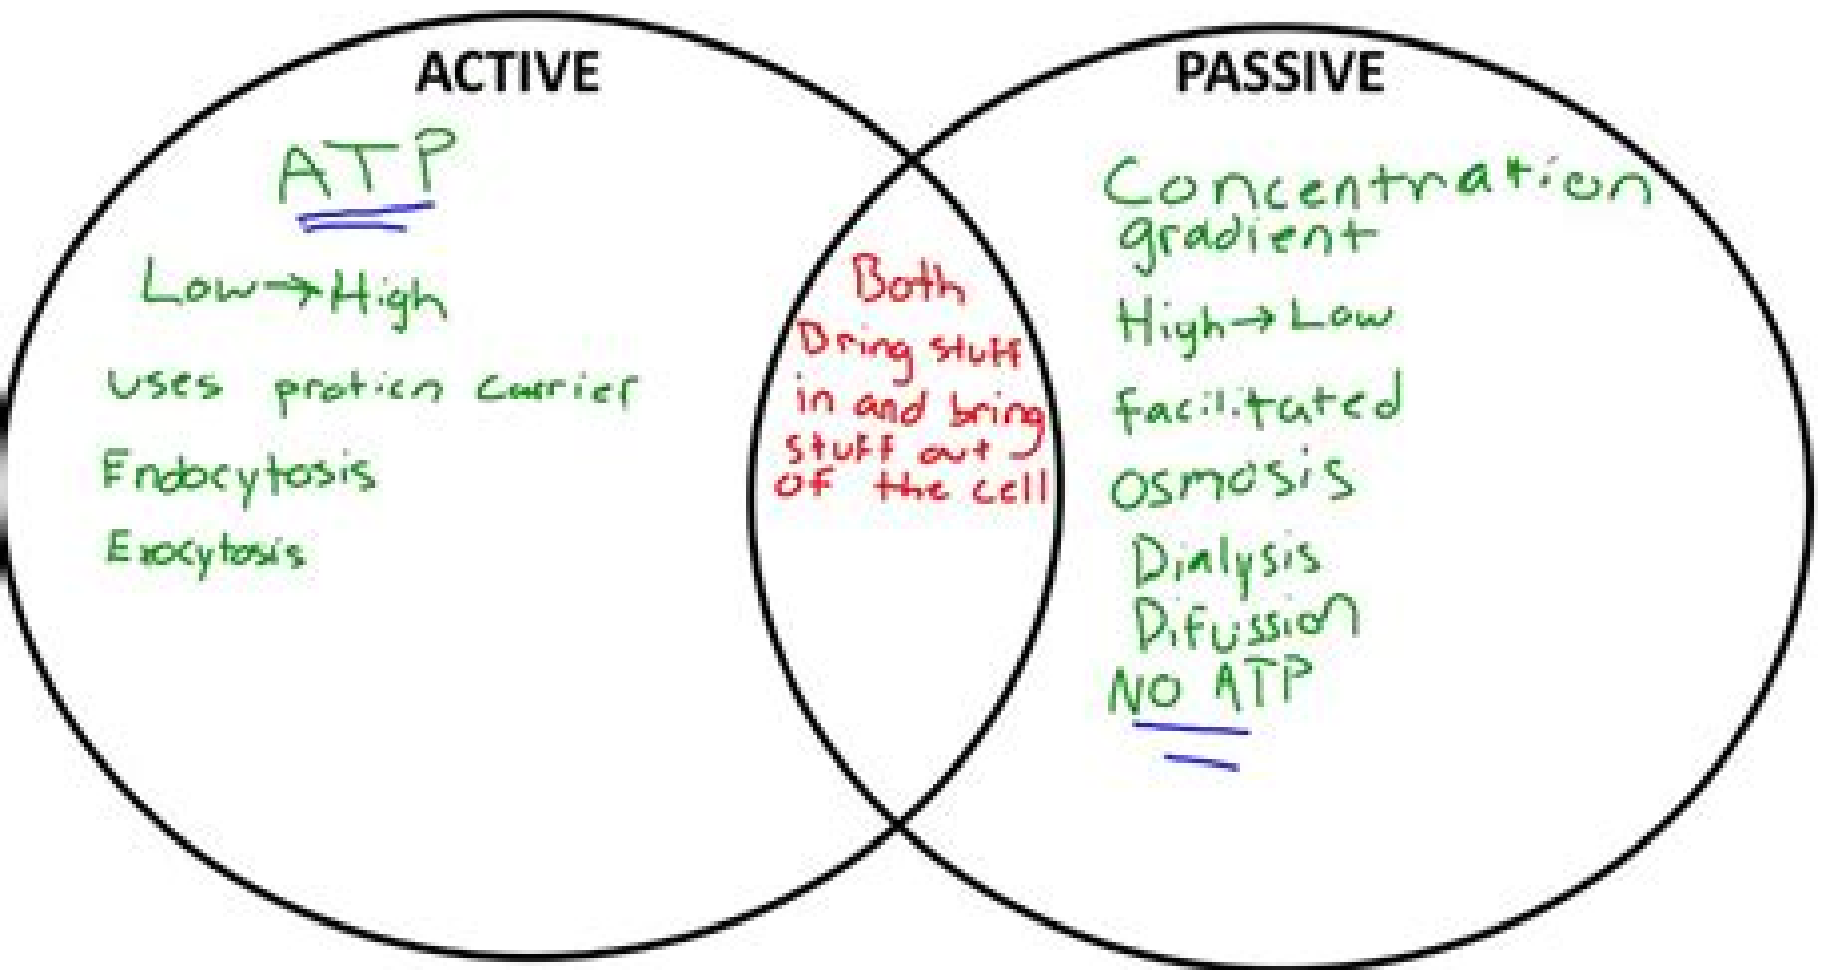 ACTIVE
ATP
Low→High
uses protien carrier
Endocytosis
Exocytosis
Both
Bring stuff
in and bring
stuff out
of the cell
PASSIVE
Concentration
gradient
High→Low
facilitated
osmosis
Dialysis
Difussion
NO ATP